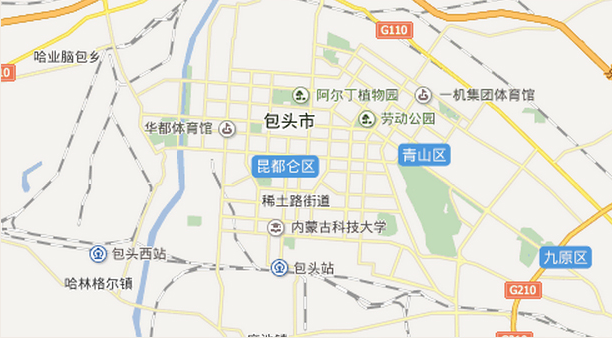 G110
哈业脑包乡
10
阿尔丁植物园
一机集团体育馆
包头市
劳动公园
华都体育馆
青山区
昆都仑区
稀土路街道
内蒙古科技大学
包头西站
九原区
包头站
哈林格尔镇
G210